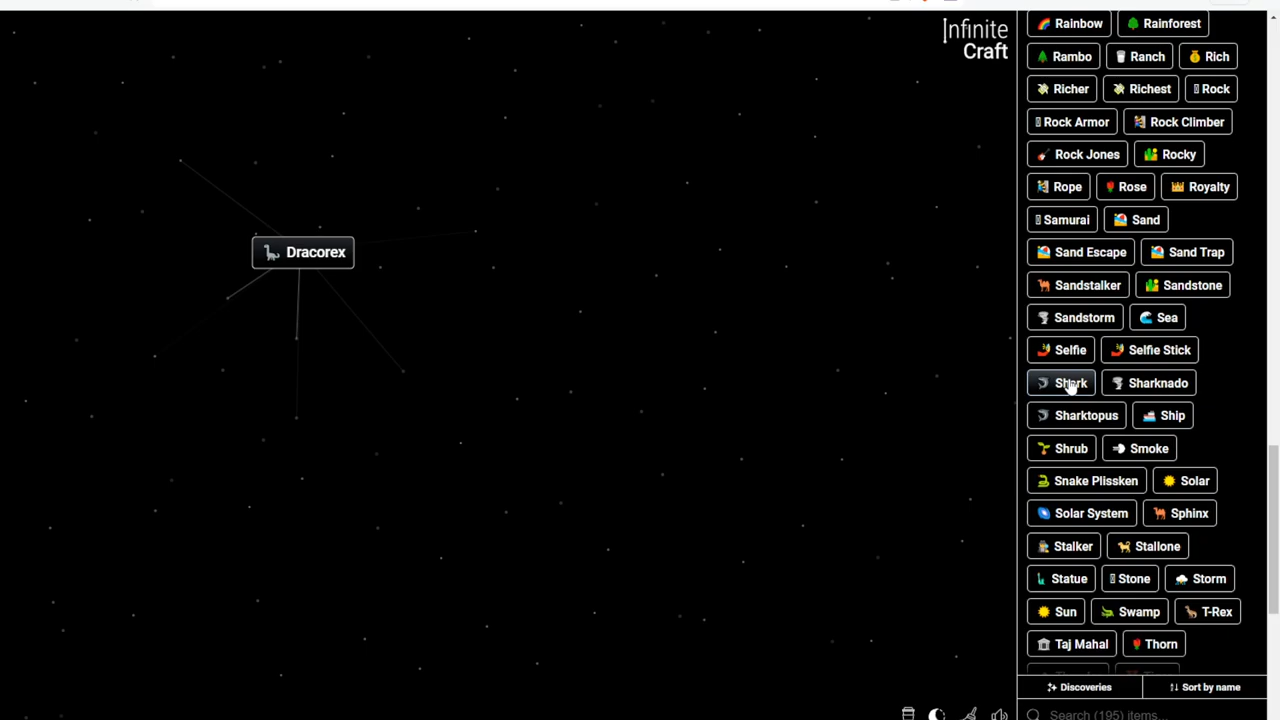 Infinite
Craft
Dracorex
Rainbow Rainforest
Rambo Ranch Rich
Richer Richest Rock
Rock Armor Rock Climber
Rock Jones Rocky
Rope Rose Royalty
Samurai Sand
Sand Escape Sand Trap
Sandstalker Sandstone
Sandstorm Sea
Selfie Selfie Stick
Shark Sharknado
Sharktopus Ship
Shrub Smoke
Snake Plissken Solar
Solar System Sphinx
Stalker Stallone
Statue Stone Storm
Sun Swamp T-Rex
Taj Mahal Thorn
Discoveries Sort by name
Search (195) items...